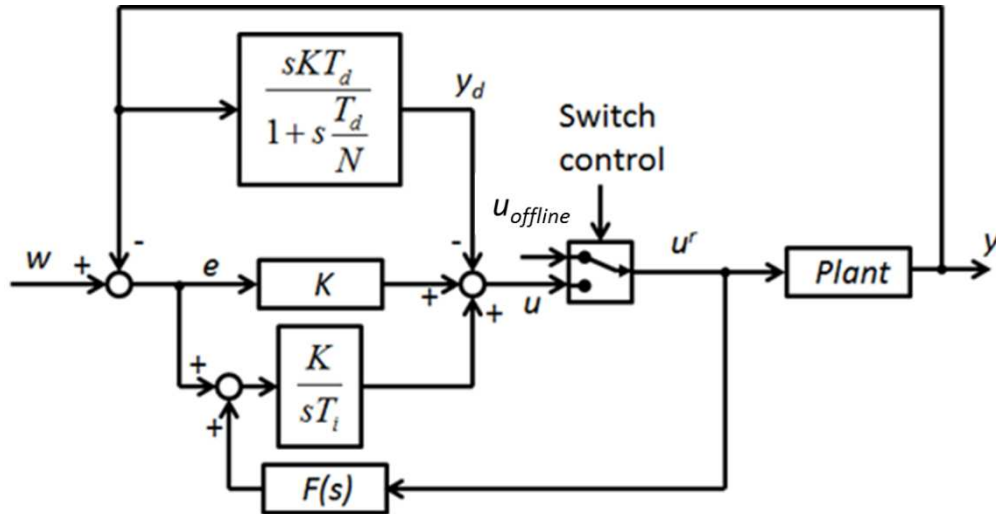 sKT_d
1 + s T_d
N
y_d
Switch
control
u_offline
w
+
-
e
K
-
+
+
u
u^r
Plant
y
+
+
K
sT_i
F(s)